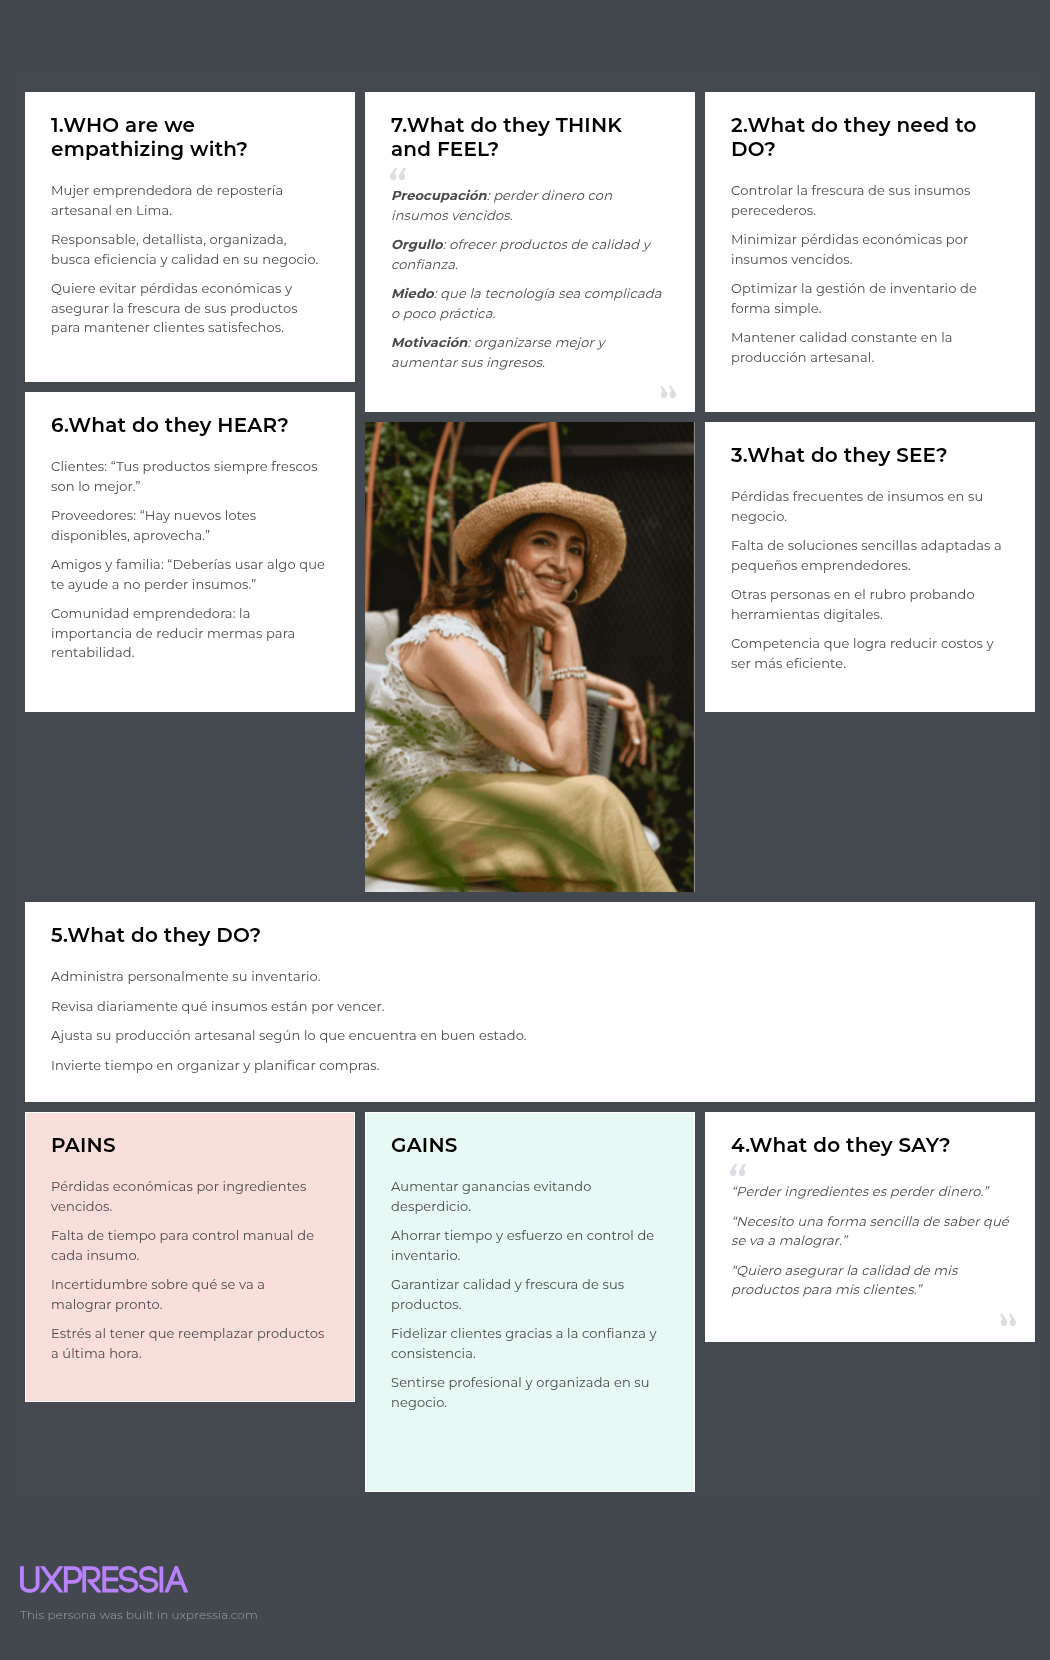 1.WHO are we
empathizing with?
Mujer emprendedora de repostería
artesanal en Lima.
Responsable, detallista, organizada,
busca eficiencia y calidad en su negocio.
Quiere evitar pérdidas económicas y
asegurar la frescura de sus productos
para mantener clientes satisfechos.
7.What do they THINK
and FEEL?
“
Preocupación: perder dinero con
insumos vencidos.
Orgullo: ofrecer productos de calidad y
confianza.
Miedo: que la tecnología sea complicada
o poco práctica.
Motivación: organizarse mejor y
aumentar sus ingresos.
”
2.What do they need to
DO?
Controlar la frescura de sus insumos
perecederos.
Minimizar pérdidas económicas por
insumos vencidos.
Optimizar la gestión de inventario de
forma simple.
Mantener calidad constante en la
producción artesanal.
6.What do they HEAR?
Clientes: “Tus productos siempre frescos
son lo mejor.”
Proveedores: “Hay nuevos lotes
disponibles, aprovecha.”
Amigos y familia: “Deberías usar algo que
te ayude a no perder insumos.”
Comunidad emprendedora: la
importancia de reducir mermas para
rentabilidad.
3.What do they SEE?
Pérdidas frecuentes de insumos en su
negocio.
Falta de soluciones sencillas adaptadas a
pequeños emprendedores.
Otras personas en el rubro probando
herramientas digitales.
Competencia que logra reducir costos y
ser más eficiente.
5.What do they DO?
Administra personalmente su inventario.
Revisa diariamente qué insumos están por vencer.
Ajusta su producción artesanal según lo que encuentra en buen estado.
Invierte tiempo en organizar y planificar compras.
PAINS
Pérdidas económicas por ingredientes
vencidos.
Falta de tiempo para control manual de
cada insumo.
Incertidumbre sobre qué se va a
malograr pronto.
Estrés al tener que reemplazar productos
a última hora.
GAINS
Aumentar ganancias evitando
desperdicio.
Ahorrar tiempo y esfuerzo en control de
inventario.
Garantizar calidad y frescura de sus
productos.
Fidelizar clientes gracias a la confianza y
consistencia.
Sentirse profesional y organizada en su
negocio.
4.What do they SAY?
“
“Perder ingredientes es perder dinero.”
“Necesito una forma sencilla de saber qué
se va a malograr.”
“Quiero asegurar la calidad de mis
productos para mis clientes.”
”
UXPRESSIA
This persona was built in uxpressia.com